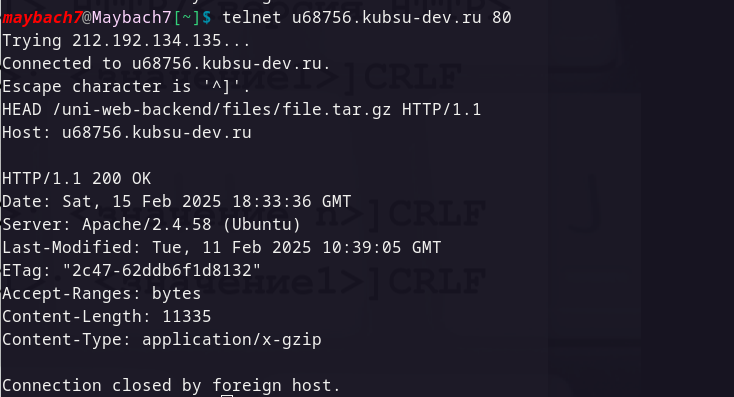 maybach7@Maybach7[~]$ telnet u68756.kubsu-dev.ru 80
Trying 212.192.134.135...
Connected to u68756.kubsu-dev.ru.
Escape character is '^]'.
HEAD /uni-web-backend/files/file.tar.gz HTTP/1.1
Host: u68756.kubsu-dev.ru
HTTP/1.1 200 OK
Date: Sat, 15 Feb 2025 18:33:36 GMT
Server: Apache/2.4.58 (Ubuntu)
Last-Modified: Tue, 11 Feb 2025 10:39:05 GMT
ETag: "2c47-62ddb6f1d8132"
Accept-Ranges: bytes
Content-Length: 11335
Content-Type: application/x-gzip
Connection closed by foreign host.